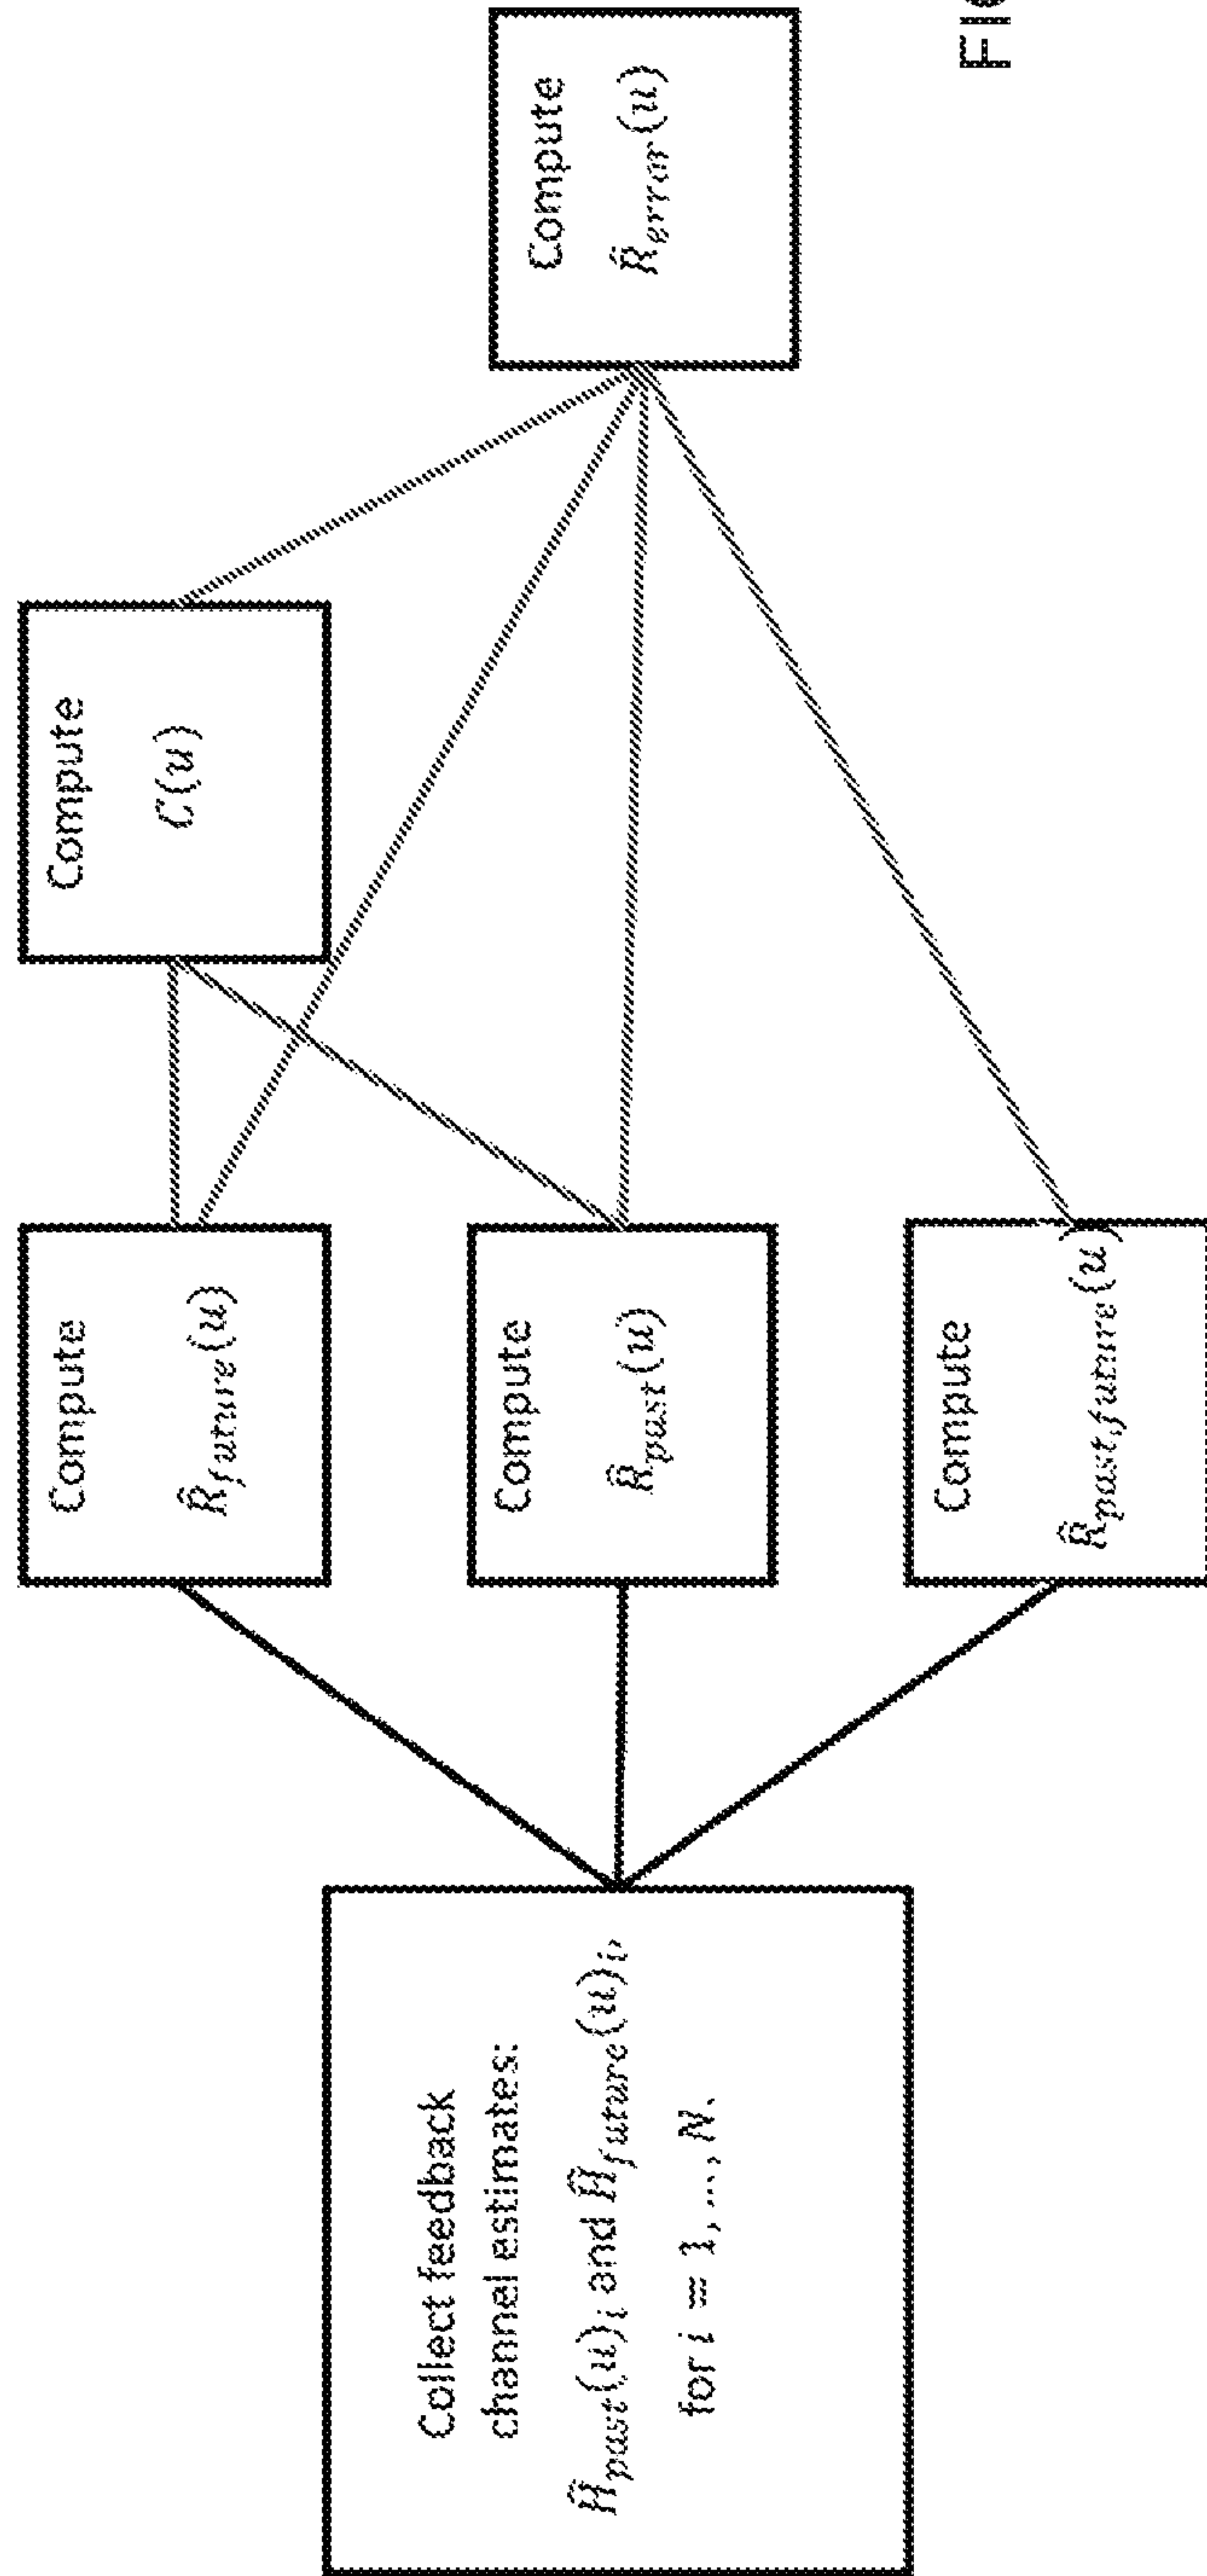 Collect feedback
channel estimates:
Ĥ_past(u)_i and Ĥ_future(u)_i,
for i = 1, …, N.
Compute
R̂_future(u)
Compute
R̂_past(u)
Compute
R̂_past,future(u)
Compute
C(u)
Compute
R̂_error(u)